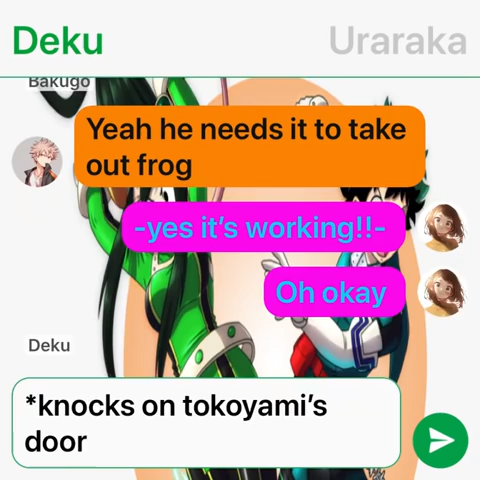 Deku
Uraraka
Bakugo
Yeah he needs it to take
out frog
-yes it's working!!-
Oh okay
Deku
*knocks on tokoyami's
door